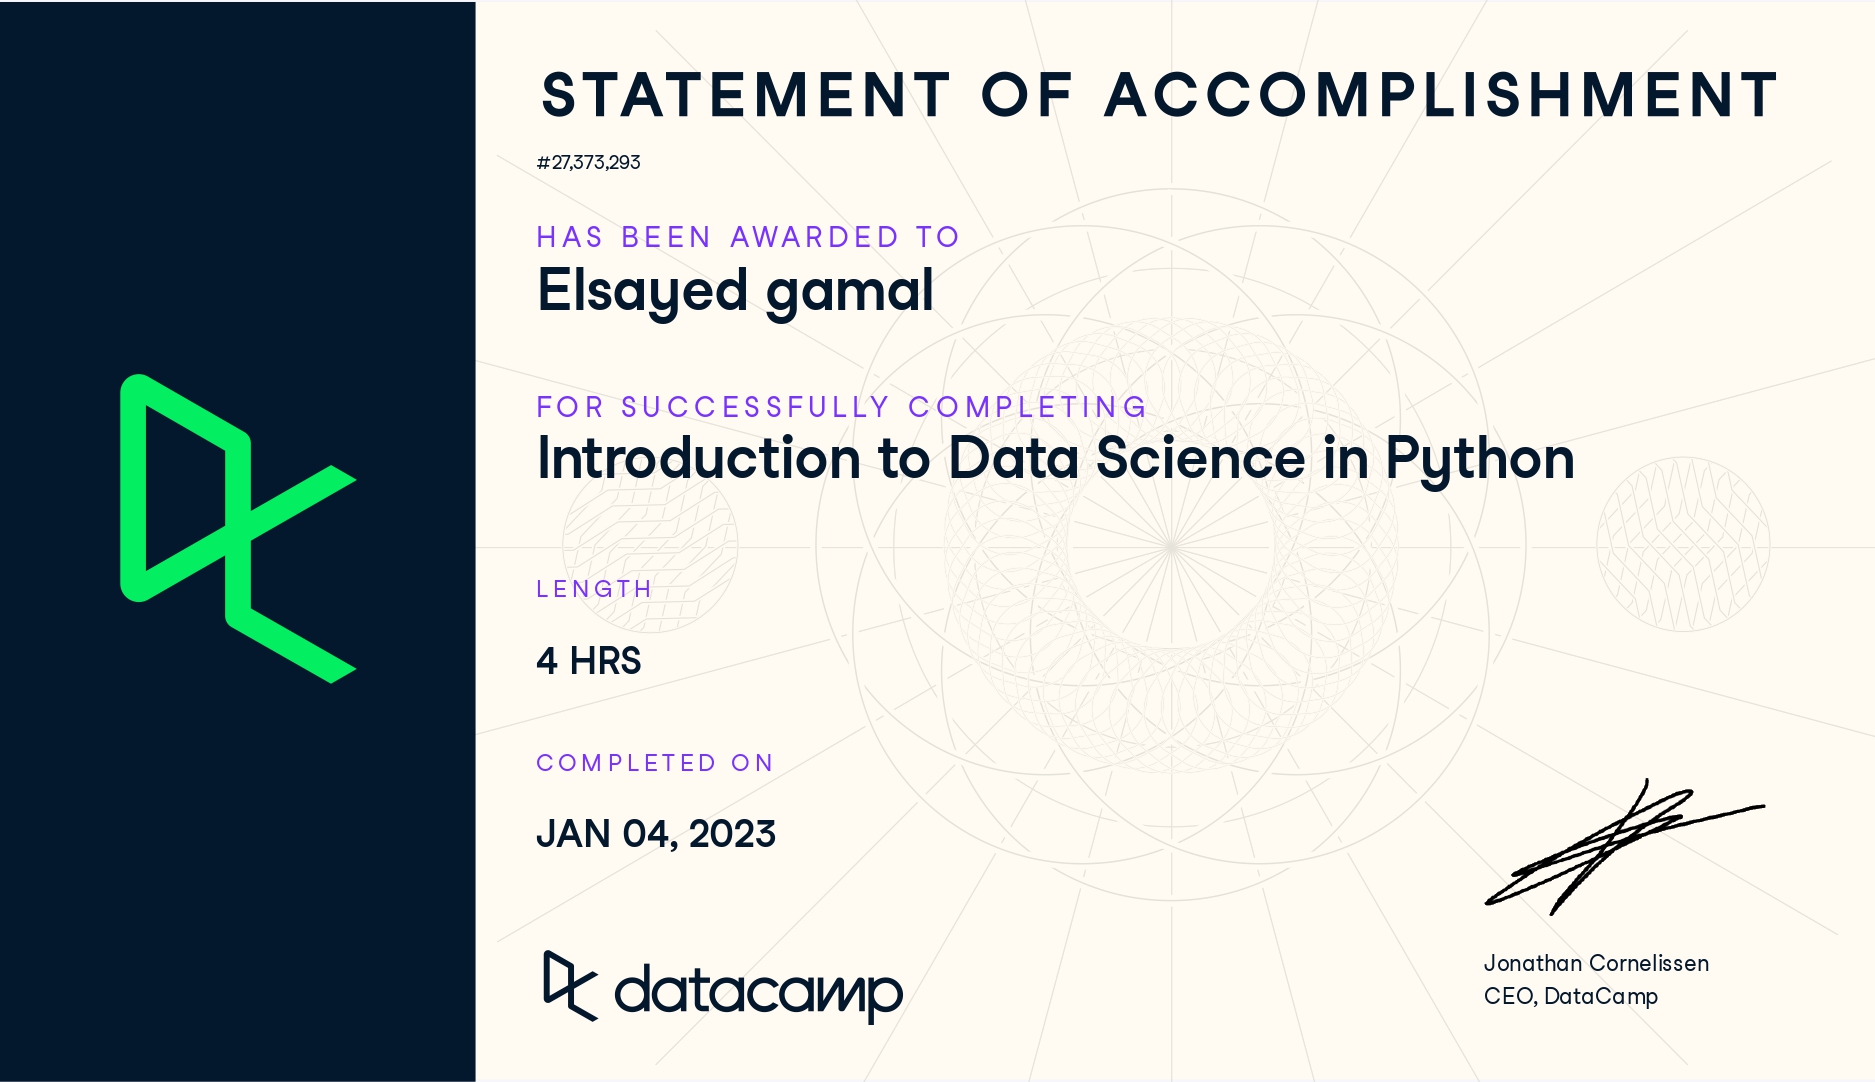 STATEMENT OF ACCOMPLISHMENT
#27,373,293
HAS BEEN AWARDED TO
Elsayed gamal
FOR SUCCESSFULLY COMPLETING
Introduction to Data Science in Python
LENGTH
4 HRS
COMPLETED ON
JAN 04, 2023
datacamp
Jonathan Cornelissen
CEO, DataCamp